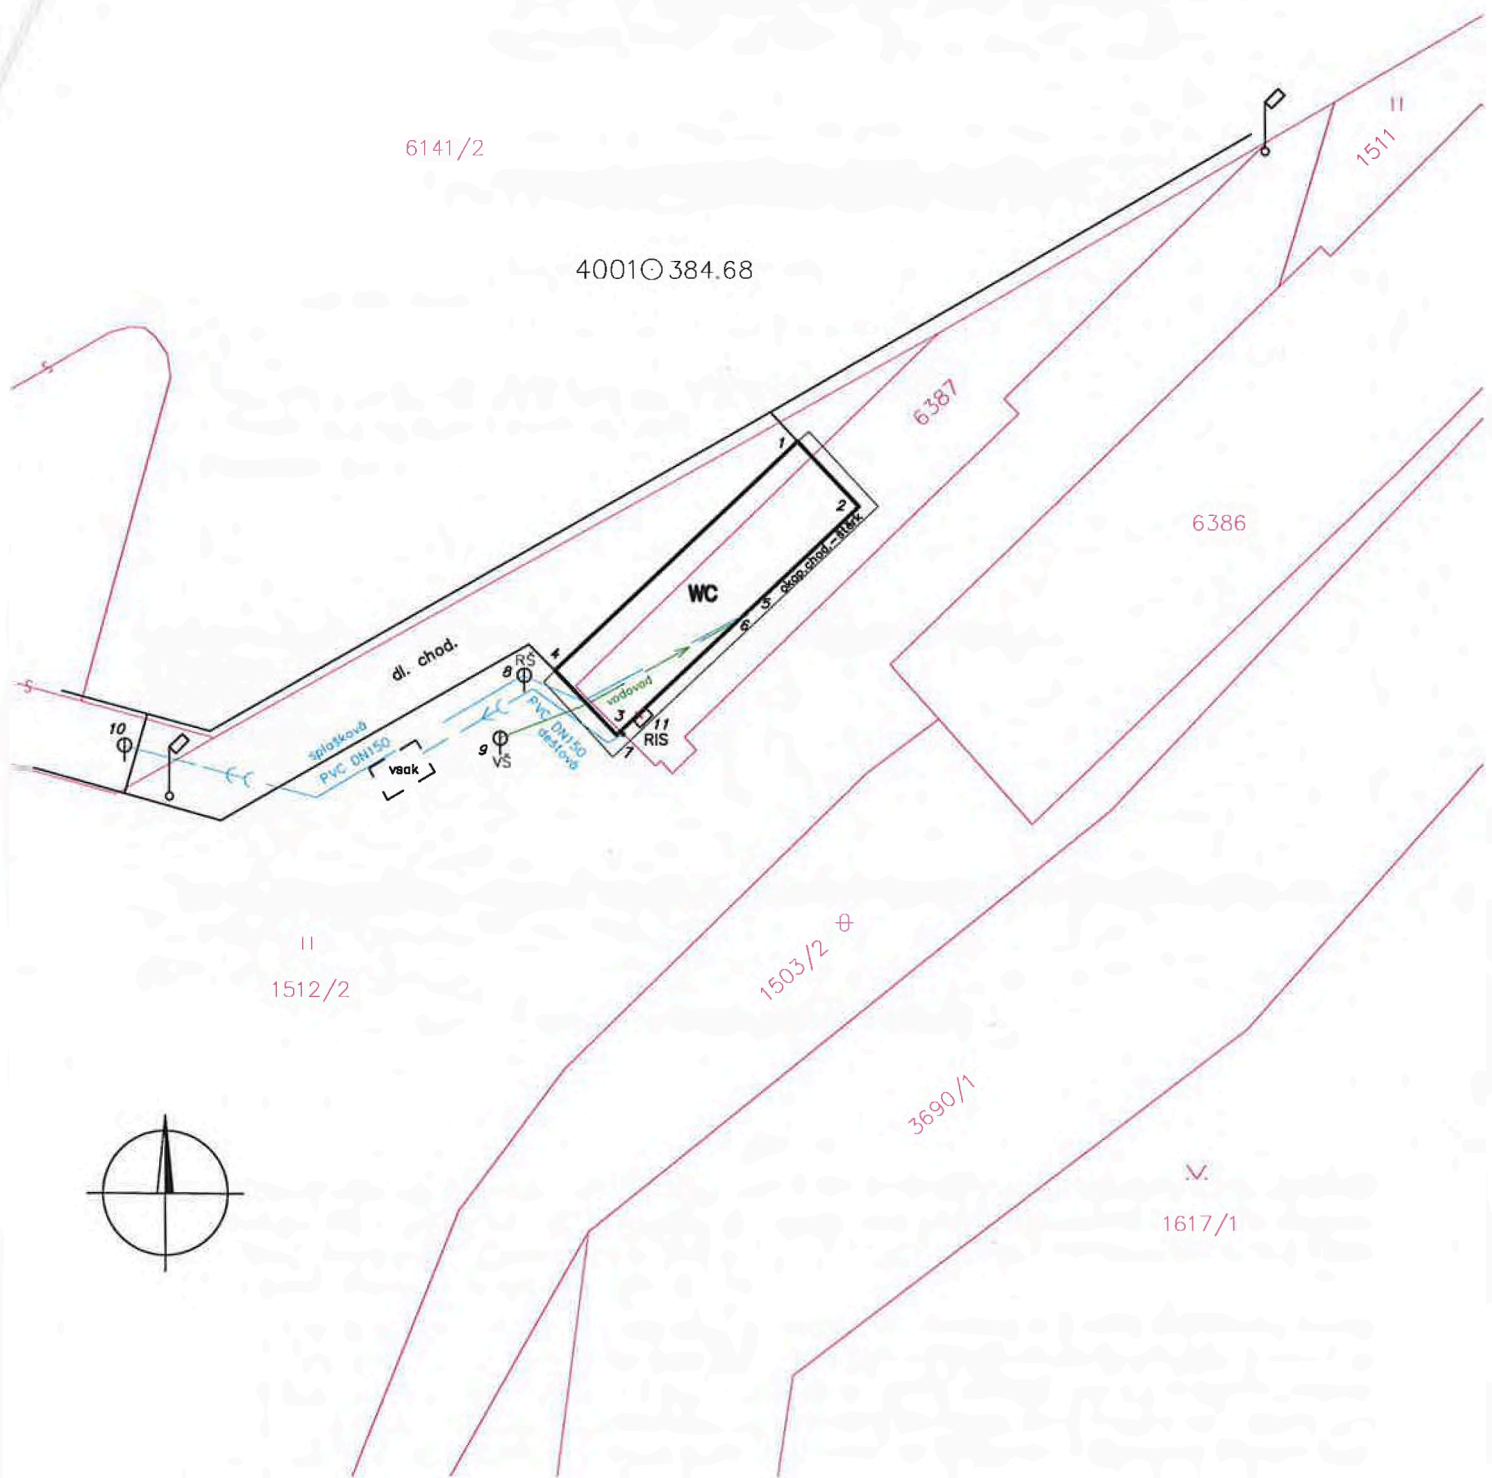 6141/2
II
1511
4001⊙384.68
S
6387
1
2
6386
okap.chod.-štěrk
WC
5
6
4
dl. chod.
RŠ
8
S
vodovod
3
11
RIS
7
10
splašková
PVC DN150
PVC DN150
dešťová
9
VŠ
vsak
II
1512/2
1503/2
3690/1
1617/1